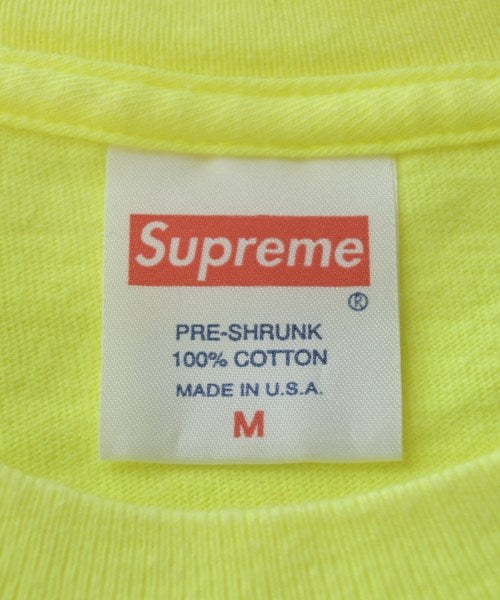 Supreme
®
PRE-SHRUNK
100% COTTON
MADE IN U.S.A.
M